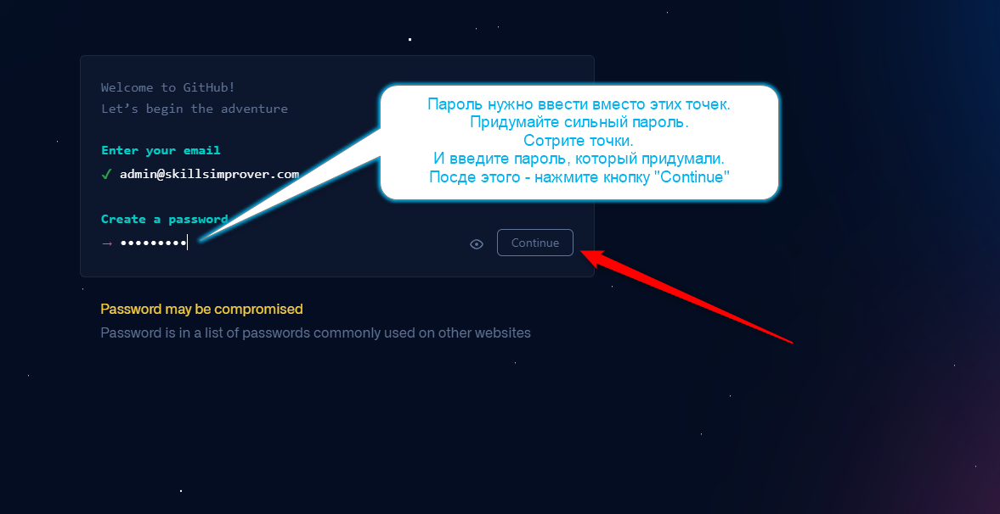 Welcome to GitHub!
Let’s begin the adventure
Enter your email
✓ admin@skillsimprover.com
Create a password
→ •••••••••
Continue
Пароль нужно ввести вместо этих точек.
Придумайте сильный пароль.
Сотрите точки.
И введите пароль, который придумали.
Посде этого - нажмите кнопку "Continue"
Password may be compromised
Password is in a list of passwords commonly used on other websites